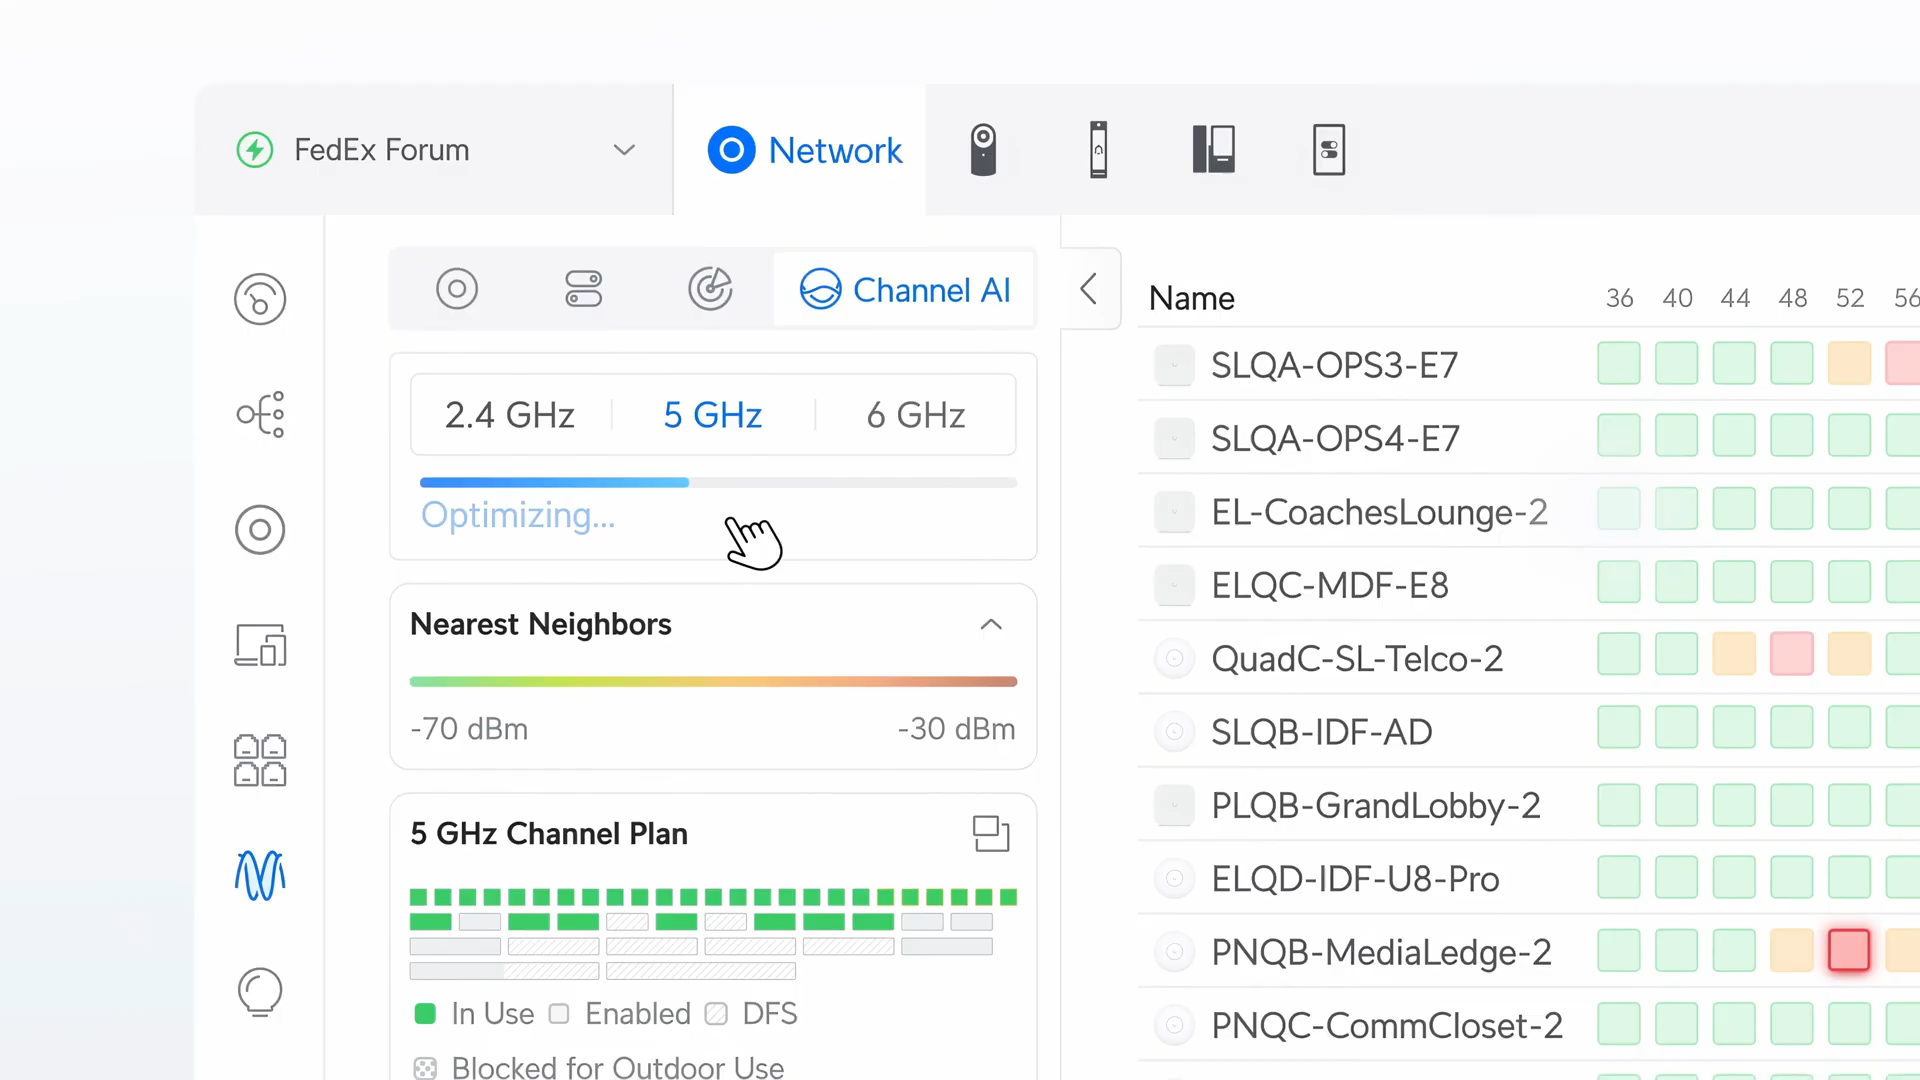 FedEx Forum
Network
Channel AI
2.4 GHz
5 GHz
6 GHz
Optimizing...
Nearest Neighbors
-70 dBm
-30 dBm
5 GHz Channel Plan
In Use
Enabled
DFS
Blocked for Outdoor Use
Name
36 40 44 48 52 56
SLQA-OPS3-E7
SLQA-OPS4-E7
EL-CoachesLounge-2
ELQC-MDF-E8
QuadC-SL-Telco-2
SLQB-IDF-AD
PLQB-GrandLobby-2
ELQD-IDF-U8-Pro
PNQB-MediaLedge-2
PNQC-CommCloset-2